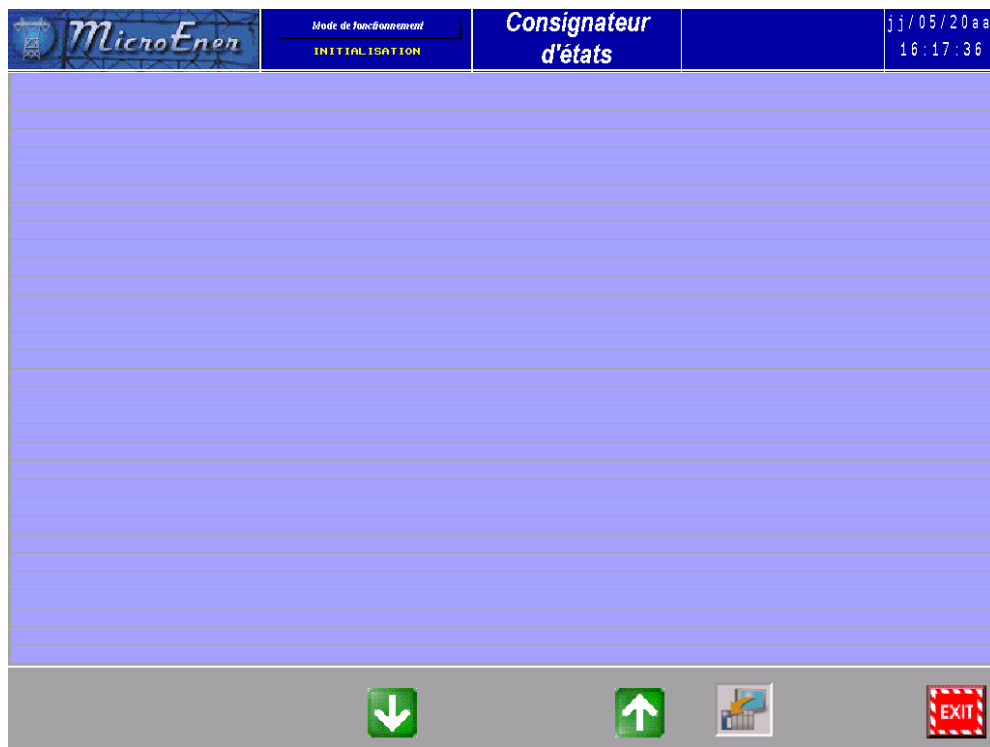 MicroEner
Mode de fonctionnement
INITIALISATION
Consignateur
d'états
jj/05/20aa
16:17:36
EXIT